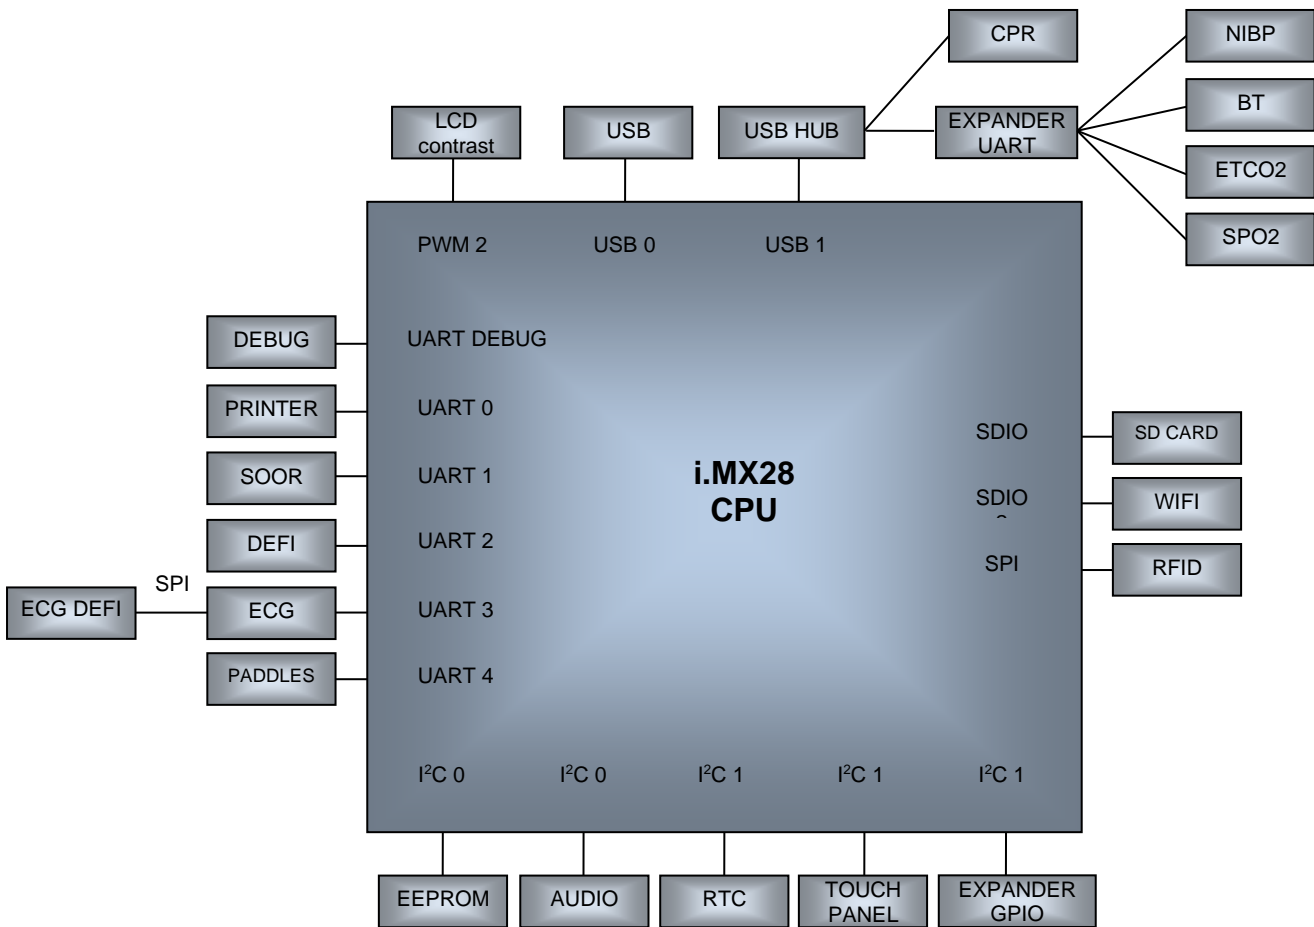 CPR
NIBP
LCD
contrast
USB
USB HUB
EXPANDER
UART
BT
ETCO2
SPO2
PWM 2
USB 0
USB 1
DEBUG
UART DEBUG
PRINTER
UART 0
SOOR
UART 1
DEFI
UART 2
SPI
ECG DEFI
ECG
UART 3
PADDLES
UART 4
i.MX28
CPU
SDIO
SD CARD
SDIO
WIFI
SPI
RFID
I²C 0
I²C 0
I²C 1
I²C 1
I²C 1
EEPROM
AUDIO
RTC
TOUCH
PANEL
EXPANDER
GPIO